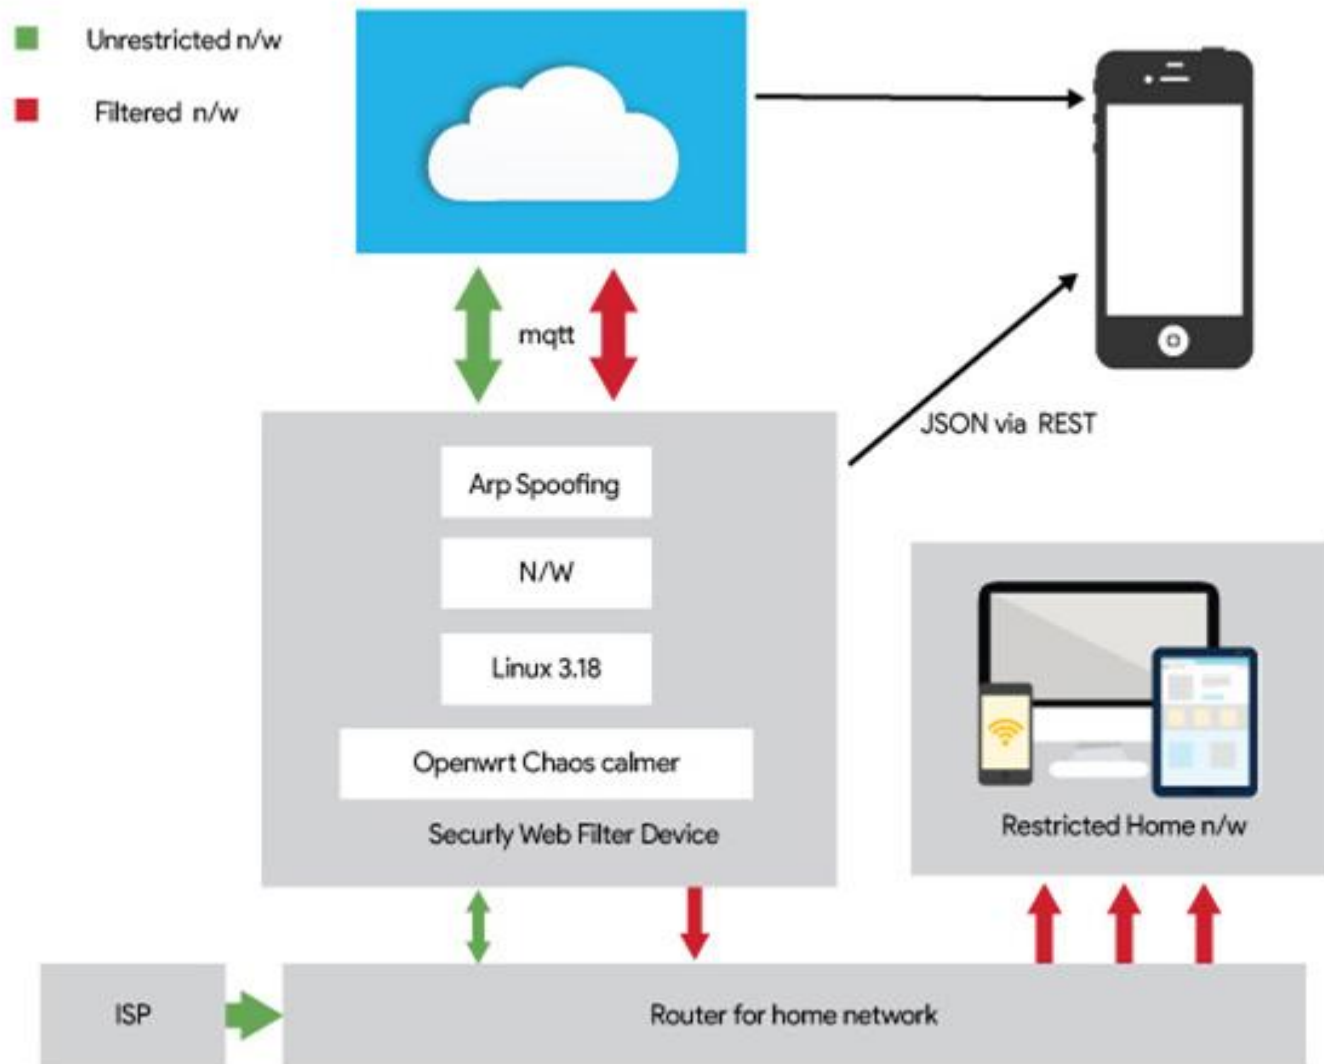 Unrestricted n/w
Filtered n/w
mqtt
JSON via REST
Arp Spoofing
N/W
Linux 3.18
Openwrt Chaos calmer
Securly Web Filter Device
Restricted Home n/w
ISP
Router for home network